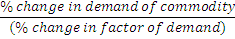 % change in demand of commodity
(% change in factor of demand)